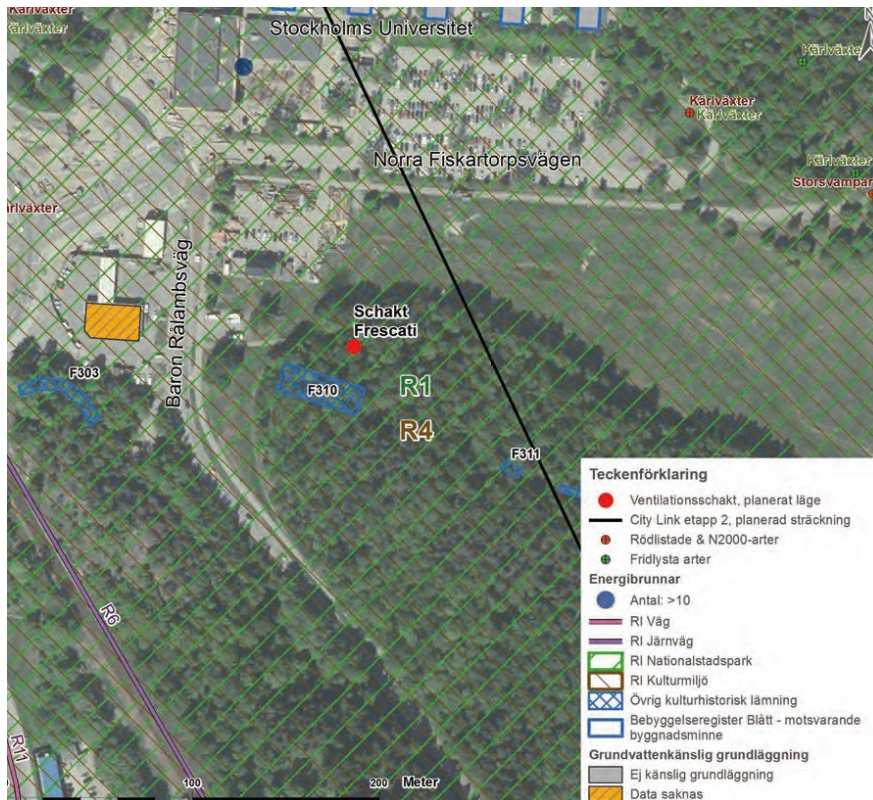 Kärlväxter
Kärlväxter
Stockholms Universitet
N
Kärlväxter
Kärlväxter
Kärlväxter
Norra Fiskartorpsvägen
Kärlväxter
Storsvampar
ärlväxter
Baron Rålambsväg
Schakt
Frescati
F303
F310
R1
R4
F311
R6
R11
0 100 200 Meter
Teckenförklaring
Ventilationsschakt, planerat läge
City Link etapp 2, planerad sträckning
Rödlistade & N2000-arter
Fridlysta arter
Energibrunnar
Antal: >10
RI Väg
RI Järnväg
RI Nationalstadspark
RI Kulturmiljö
Övrig kulturhistorisk lämning
Bebyggelseregister Blått - motsvarande
byggnadsminne
Grundvattenkänslig grundläggning
Ej känslig grundläggning
Data saknas